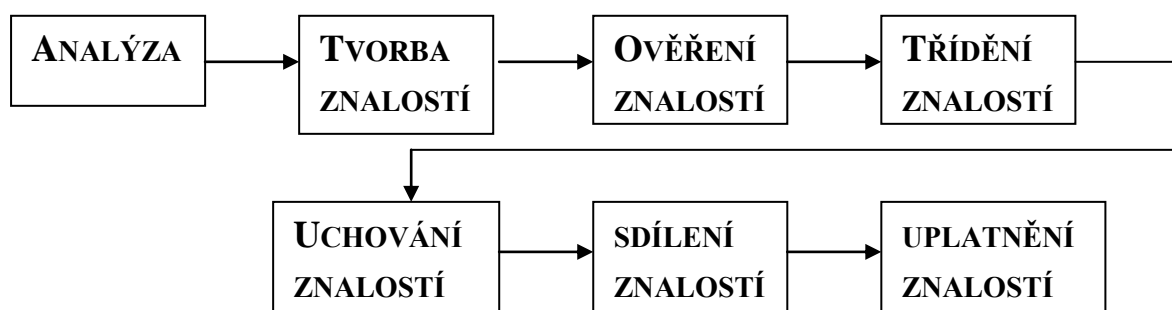 ANALÝZA
TVORBA
ZNALOSTÍ
OVĚŘENÍ
ZNALOSTÍ
TŘÍDĚNÍ
ZNALOSTÍ
UCHOVÁNÍ
ZNALOSTÍ
SDÍLENÍ
ZNALOSTÍ
UPLATNĚNÍ
ZNALOSTÍ